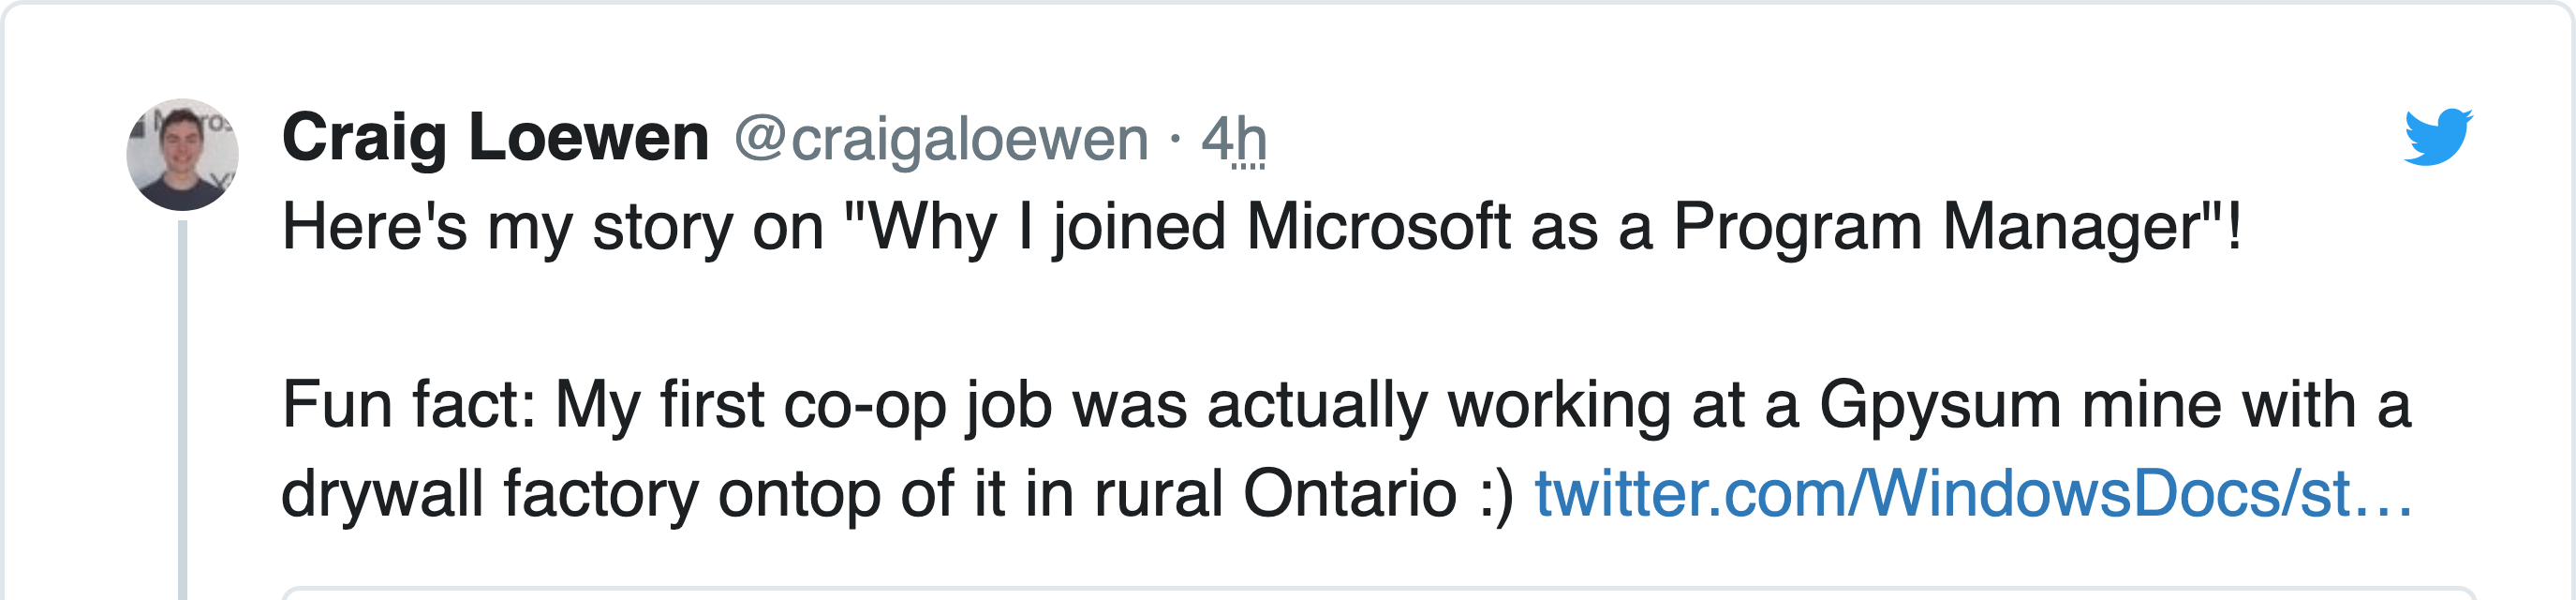 Craig Loewen @craigaloewen · 4h
Here's my story on "Why I joined Microsoft as a Program Manager"!
Fun fact: My first co-op job was actually working at a Gpysum mine with a
drywall factory ontop of it in rural Ontario :) twitter.com/WindowsDocs/st…